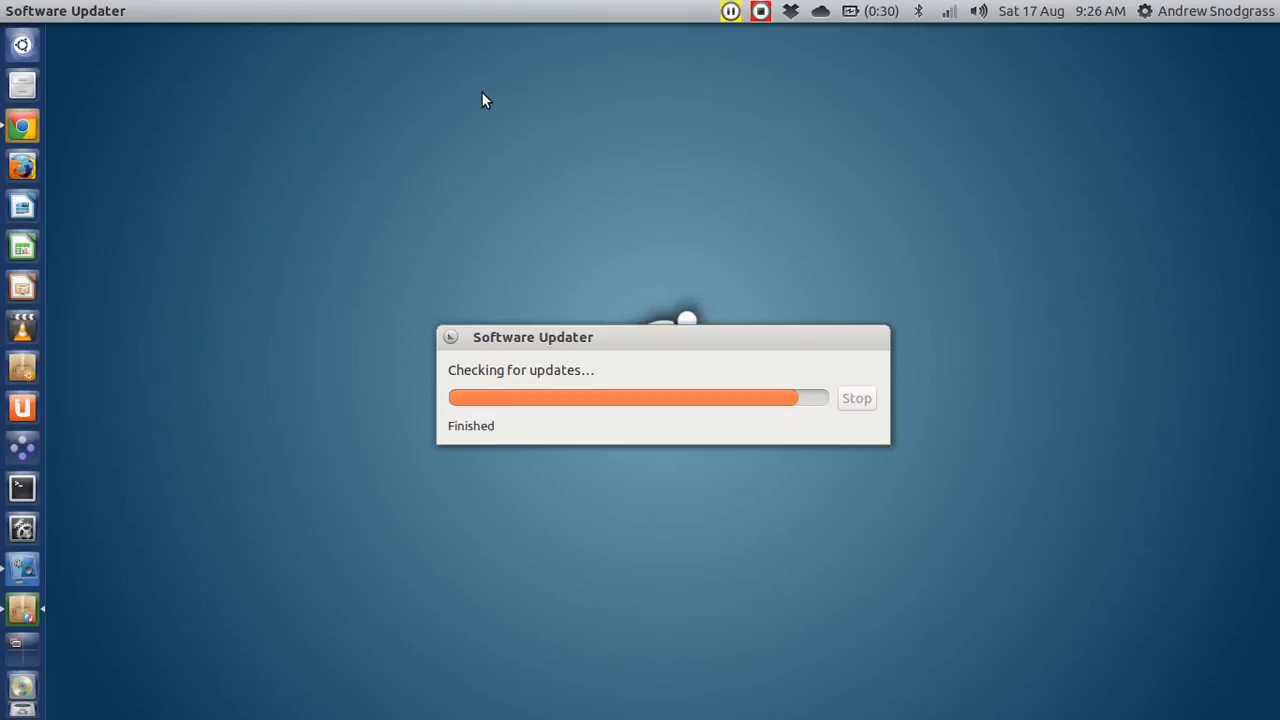 Software Updater
(0:30)
Sat 17 Aug
9:26 AM
Andrew Snodgrass
Software Updater
Checking for updates...
Stop
Finished